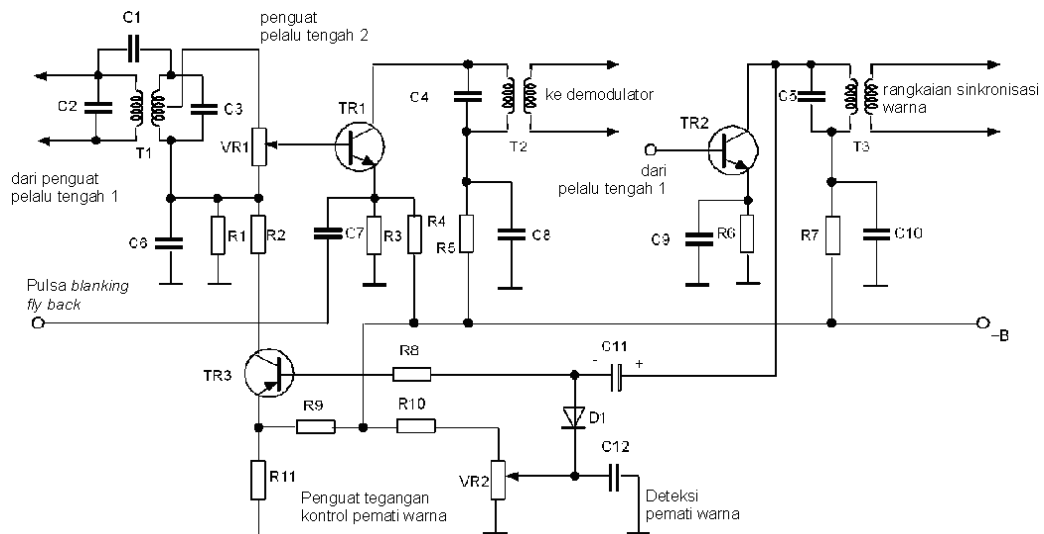 C1
penguat
pelalu tengah 2
C2
C3
T1
VR1
TR1
C4
T2
ke demodulator
TR2
C5
T3
rangkaian sinkronisasi
warna
dari penguat
pelalu tengah 1
dari
pelalu tengah 1
C6
R1
R2
C7
R3
R4
R5
C8
C9
R6
R7
C10
Pulsa blanking
fly back
–B
TR3
R8
C11
- +
R9
R10
D1
C12
R11
VR2
Penguat tegangan
kontrol pemati warna
Deteksi
pemati warna